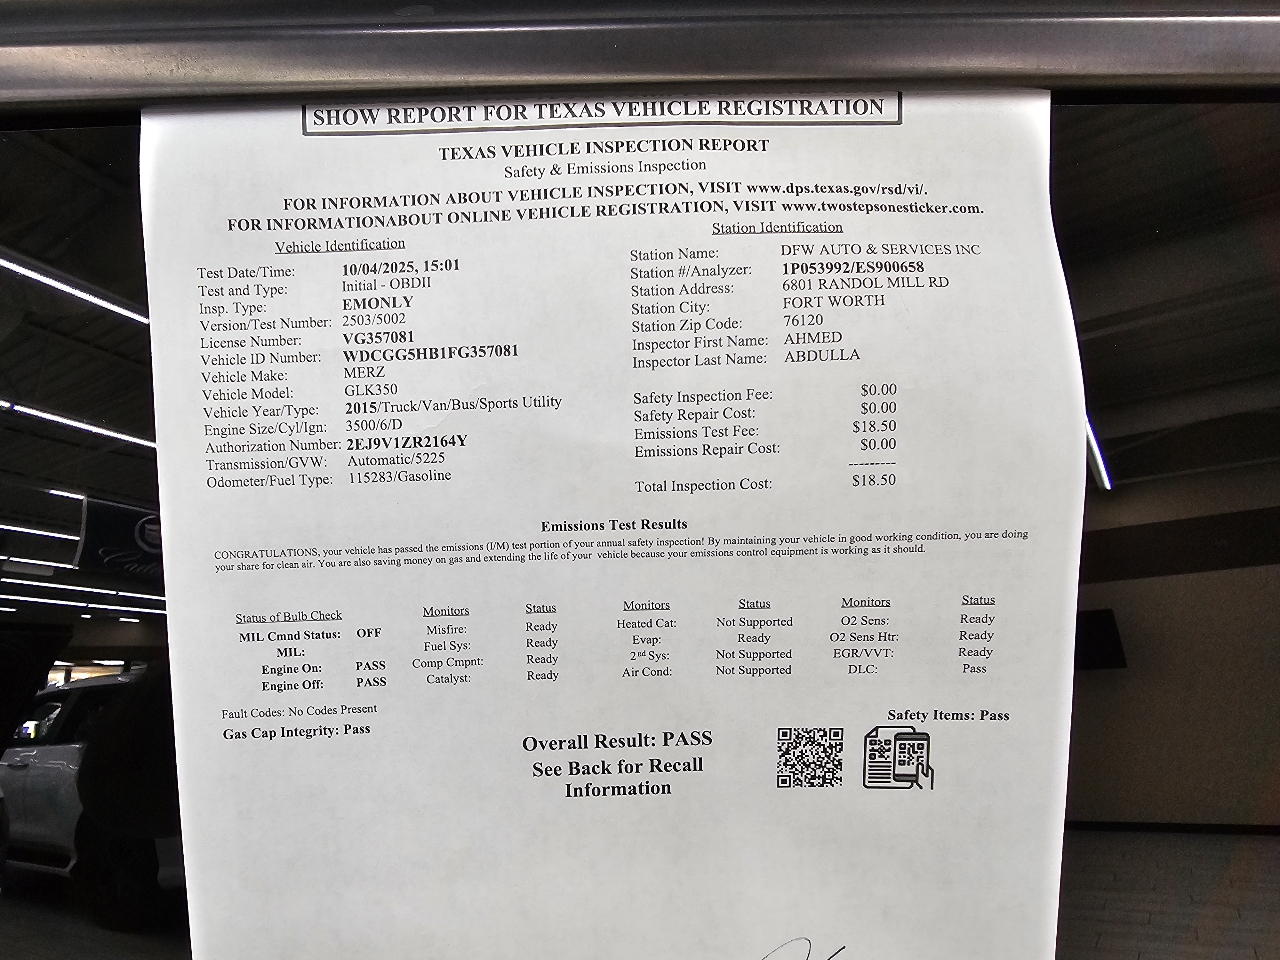 SHOW REPORT FOR TEXAS VEHICLE REGISTRATION
TEXAS VEHICLE INSPECTION REPORT
Safety & Emissions Inspection
FOR INFORMATION ABOUT VEHICLE INSPECTION, VISIT www.dps.texas.gov/rsd/vi/.
FOR INFORMATIONABOUT ONLINE VEHICLE REGISTRATION, VISIT www.twostepsonesticker.com.
Vehicle Identification
Test Date/Time: 10/04/2025, 15:01
Test and Type: Initial - OBDII
Insp. Type: EMONLY
Version/Test Number: 2503/5002
License Number: VG357081
Vehicle ID Number: WDCGG5HB1FG357081
Vehicle Make: MERZ
Vehicle Model: GLK350
Vehicle Year/Type: 2015/Truck/Van/Bus/Sports Utility
Engine Size/Cyl/Ign: 3500/6/D
Authorization Number: 2EJ9V1ZR2164Y
Transmission/GVW: Automatic/5225
Odometer/Fuel Type: 115283/Gasoline
Station Identification
Station Name: DFW AUTO & SERVICES INC
Station #/Analyzer: 1P053992/ES900658
Station Address: 6801 RANDOL MILL RD
Station City: FORT WORTH
Station Zip Code: 76120
Inspector First Name: AHMED
Inspector Last Name: ABDULLA
Safety Inspection Fee: $0.00
Safety Repair Cost: $0.00
Emissions Test Fee: $18.50
Emissions Repair Cost: $0.00
---------
Total Inspection Cost: $18.50
Emissions Test Results
CONGRATULATIONS, your vehicle has passed the emissions (I/M) test portion of your annual safety inspection! By maintaining your vehicle in good working condition, you are doing
your share for clean air. You are also saving money on gas and extending the life of your vehicle because your emissions control equipment is working as it should.
Status of Bulb Check
MIL Cmnd Status: OFF
MIL:
Engine On: PASS
Engine Off: PASS
Monitors Status
Misfire: Ready
Fuel Sys: Ready
Comp Cmpnt: Ready
Catalyst: Ready
Monitors Status
Heated Cat: Not Supported
Evap: Ready
2nd Sys: Not Supported
Air Cond: Not Supported
Monitors Status
O2 Sens: Ready
O2 Sens Htr: Ready
EGR/VVT: Ready
DLC: Pass
Fault Codes: No Codes Present
Gas Cap Integrity: Pass
Safety Items: Pass
Overall Result: PASS
See Back for Recall
Information